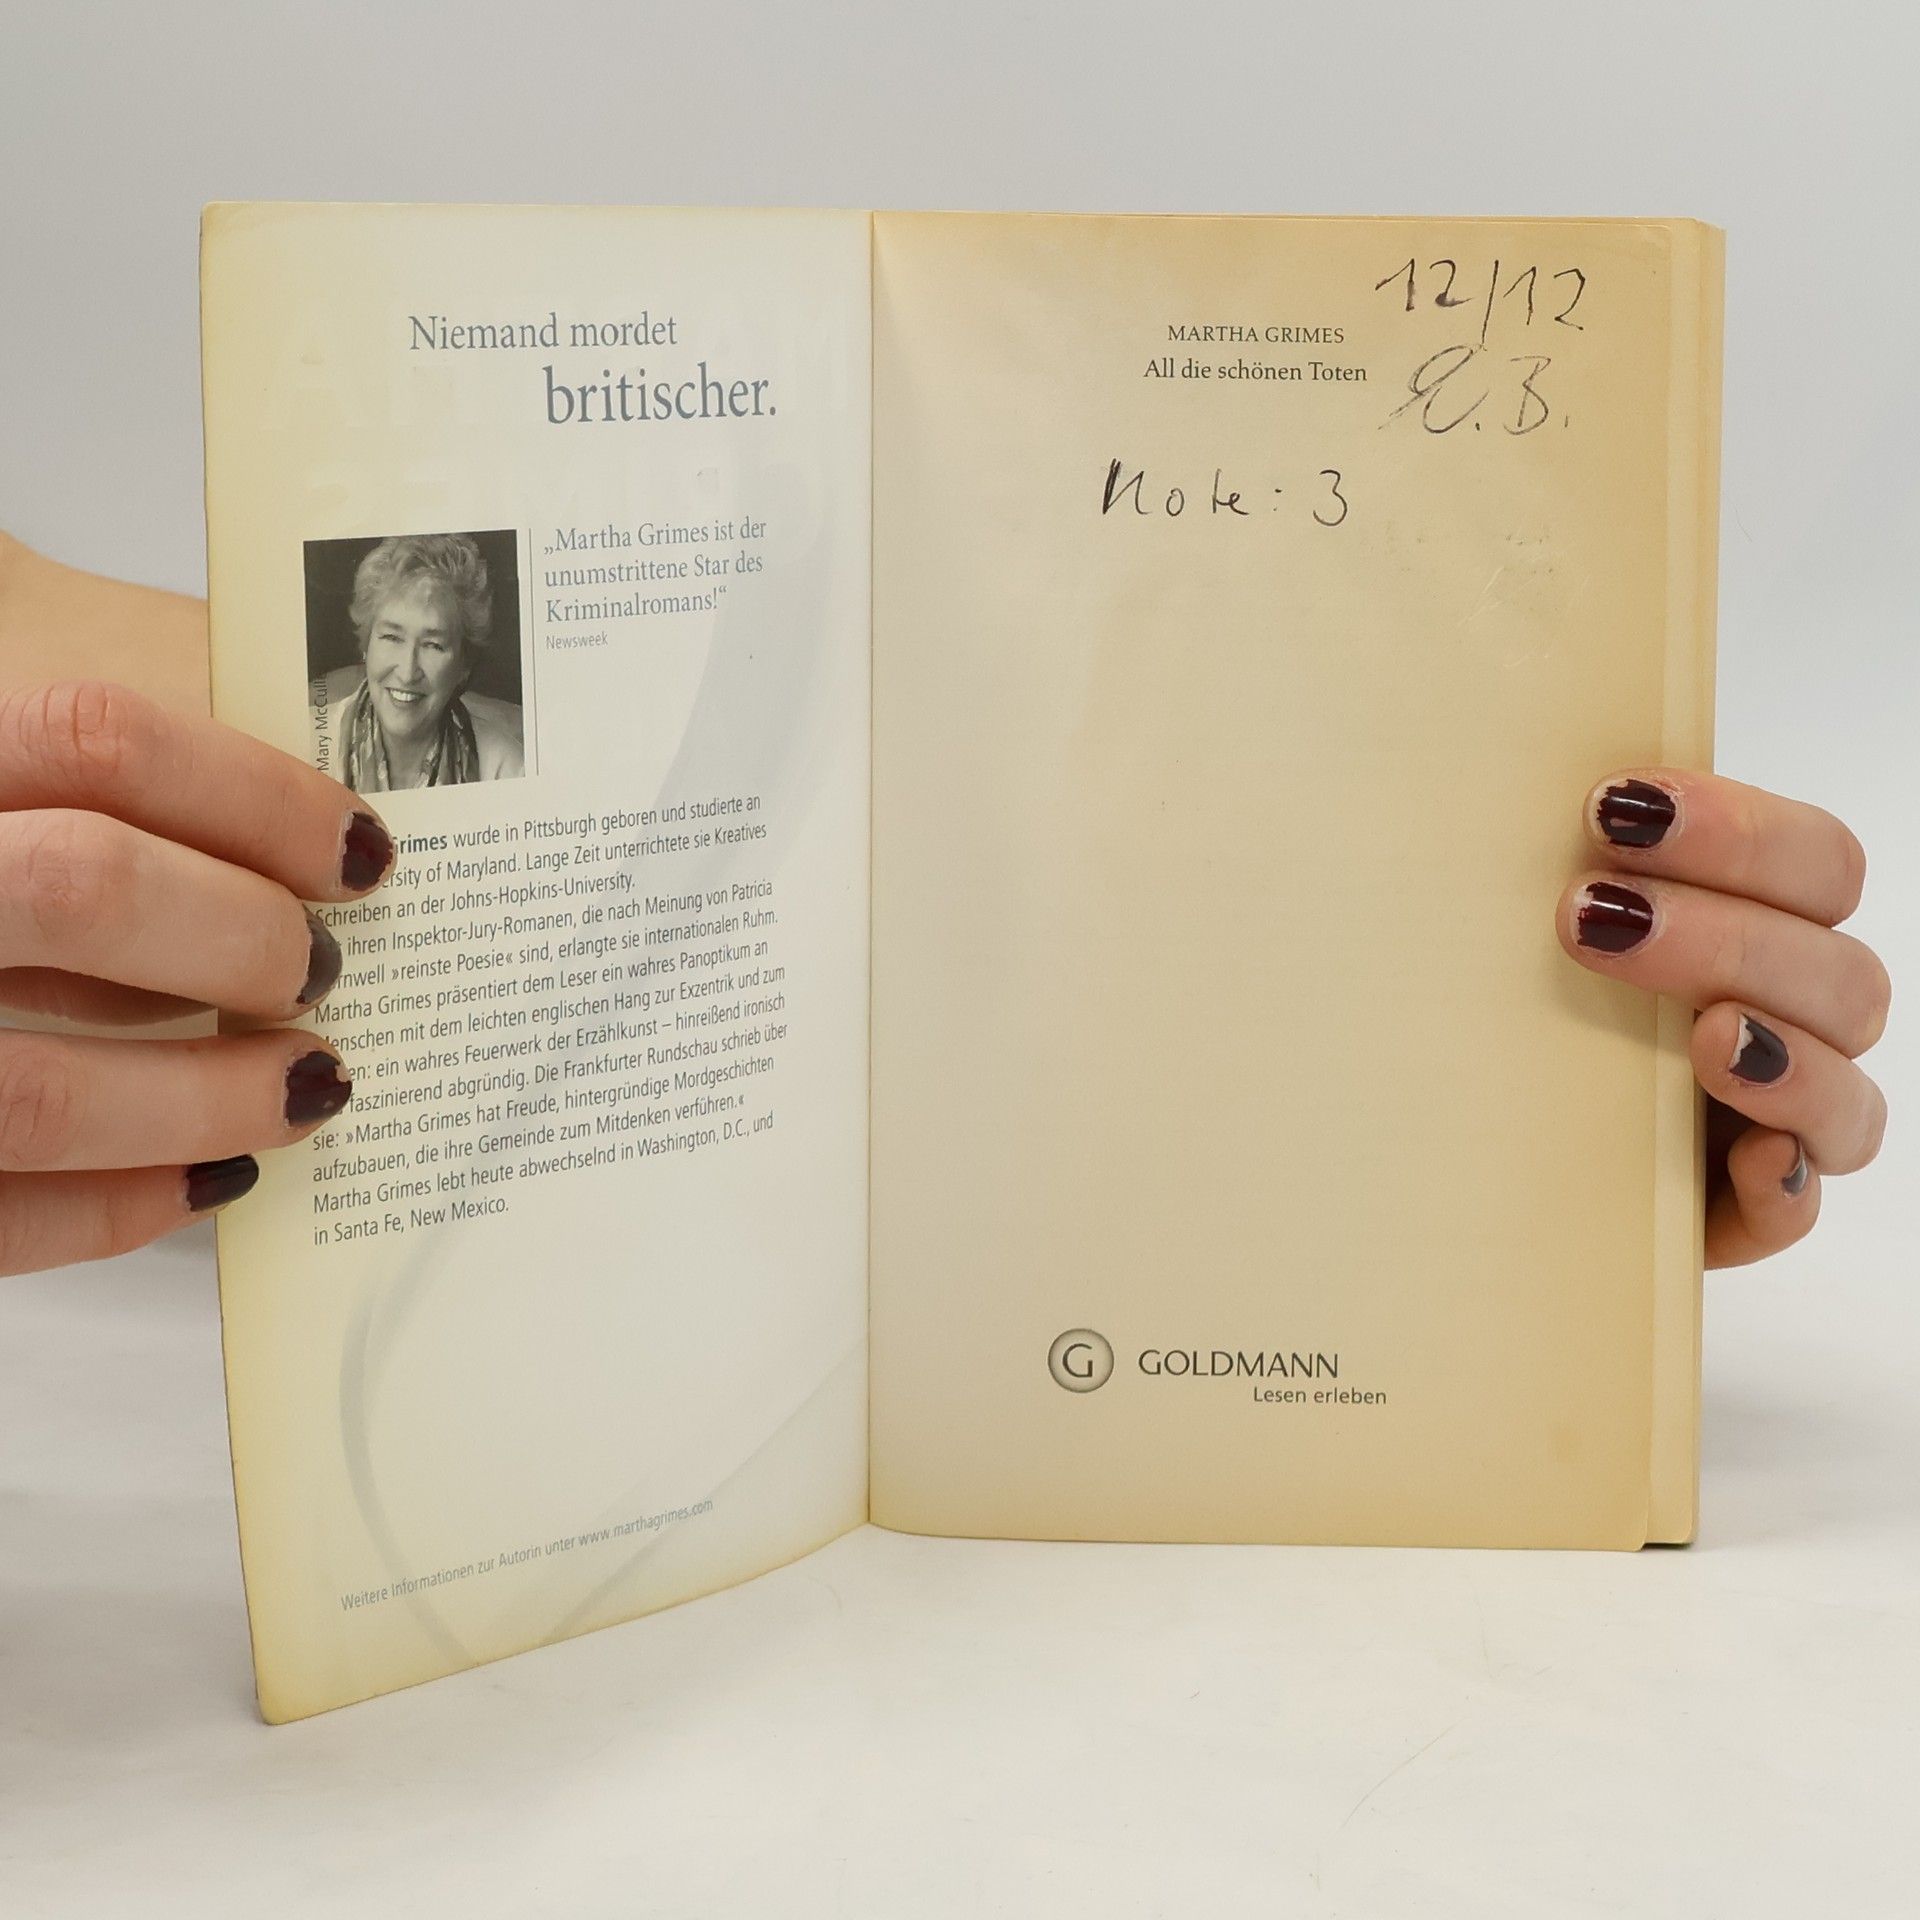 Niemand mordet
britischer.
„Martha Grimes ist der
unumstrittene Star des
Kriminalromans!“
Newsweek
Mary McCull
Grimes wurde in Pittsburgh geboren und studierte an
ersity of Maryland. Lange Zeit unterrichtete sie Kreatives
Schreiben an der Johns-Hopkins-University.
ihren Inspektor-Jury-Romanen, die nach Meinung von Patricia
rnwell »reinste Poesie« sind, erlangte sie internationalen Ruhm.
Martha Grimes präsentiert dem Leser ein wahres Panoptikum an
Menschen mit dem leichten englischen Hang zur Exzentrik und zum
en: ein wahres Feuerwerk der Erzählkunst – hinreißend ironisch
faszinierend abgründig. Die Frankfurter Rundschau schrieb über
sie: »Martha Grimes hat Freude, hintergründige Mordgeschichten
aufzubauen, die ihre Gemeinde zum Mitdenken verführen.«
Martha Grimes lebt heute abwechselnd in Washington, D.C., und
in Santa Fe, New Mexico.
Weitere Informationen zur Autorin unter www.marthagrimes.com
12/12
MARTHA GRIMES
All die schönen Toten
B.
Note: 3
G GOLDMANN
Lesen erleben